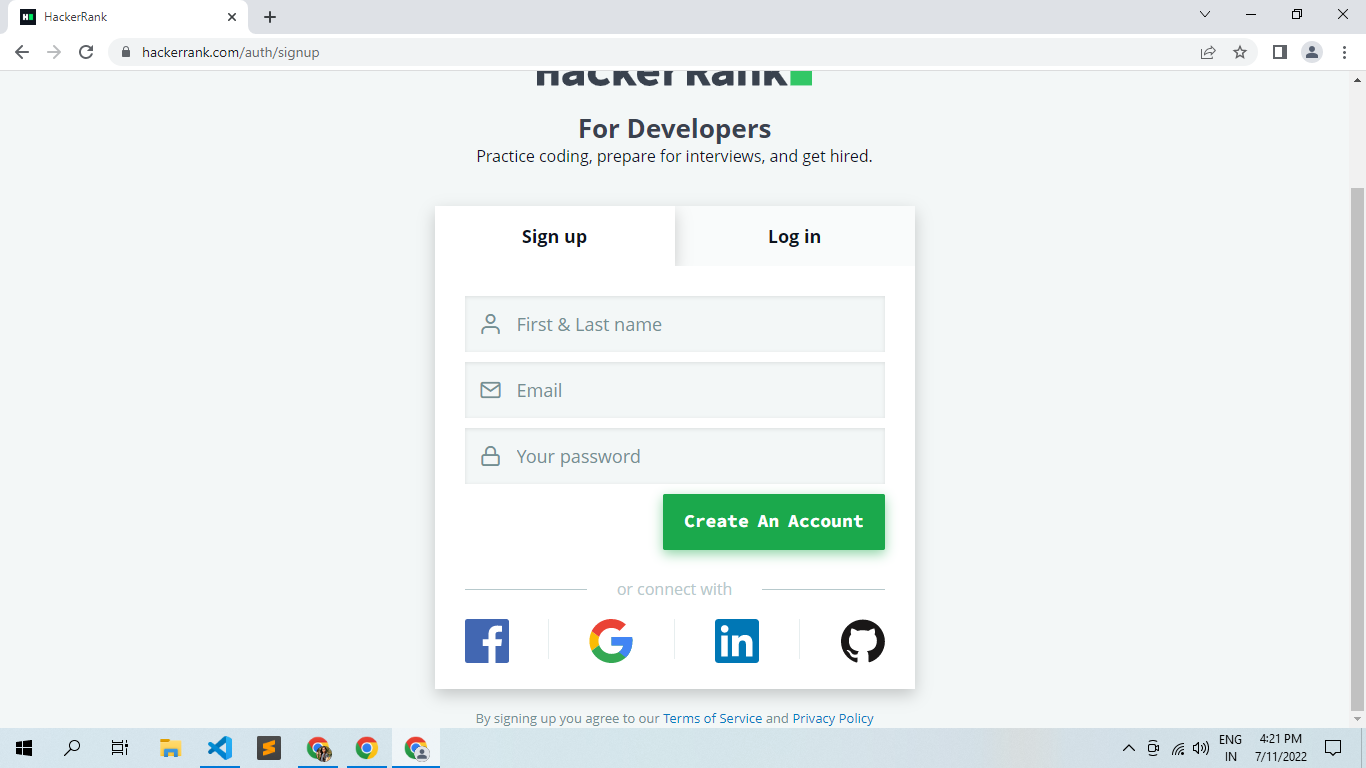 HackerRank
hackerrank.com/auth/signup
HackerRank
For Developers
Practice coding, prepare for interviews, and get hired.
Sign up
Log in
First & Last name
Email
Your password
Create An Account
or connect with
By signing up you agree to our Terms of Service and Privacy Policy
ENG
IN
4:21 PM
7/11/2022